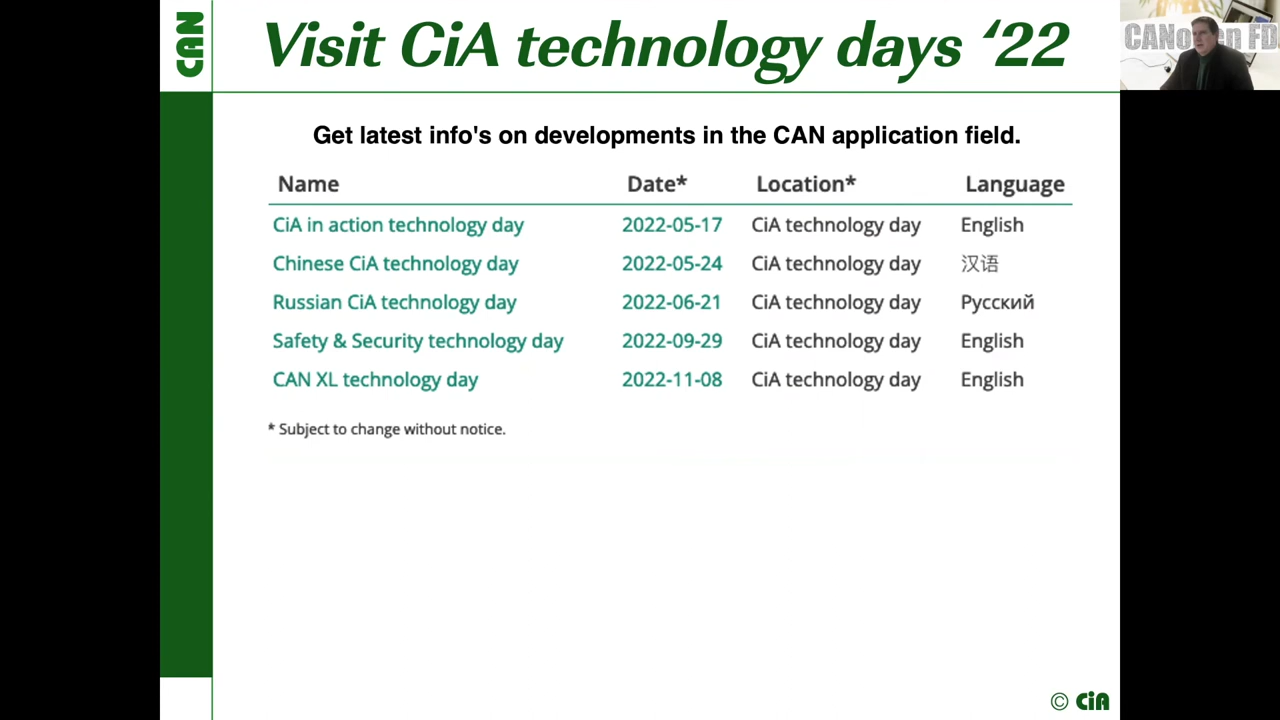 CAN
Visit CiA technology days ‘22
CANopen FD
Get latest info's on developments in the CAN application field.
Name Date* Location* Language
CiA in action technology day 2022-05-17 CiA technology day English
Chinese CiA technology day 2022-05-24 CiA technology day 汉语
Russian CiA technology day 2022-06-21 CiA technology day Русский
Safety & Security technology day 2022-09-29 CiA technology day English
CAN XL technology day 2022-11-08 CiA technology day English
* Subject to change without notice.
© CiA